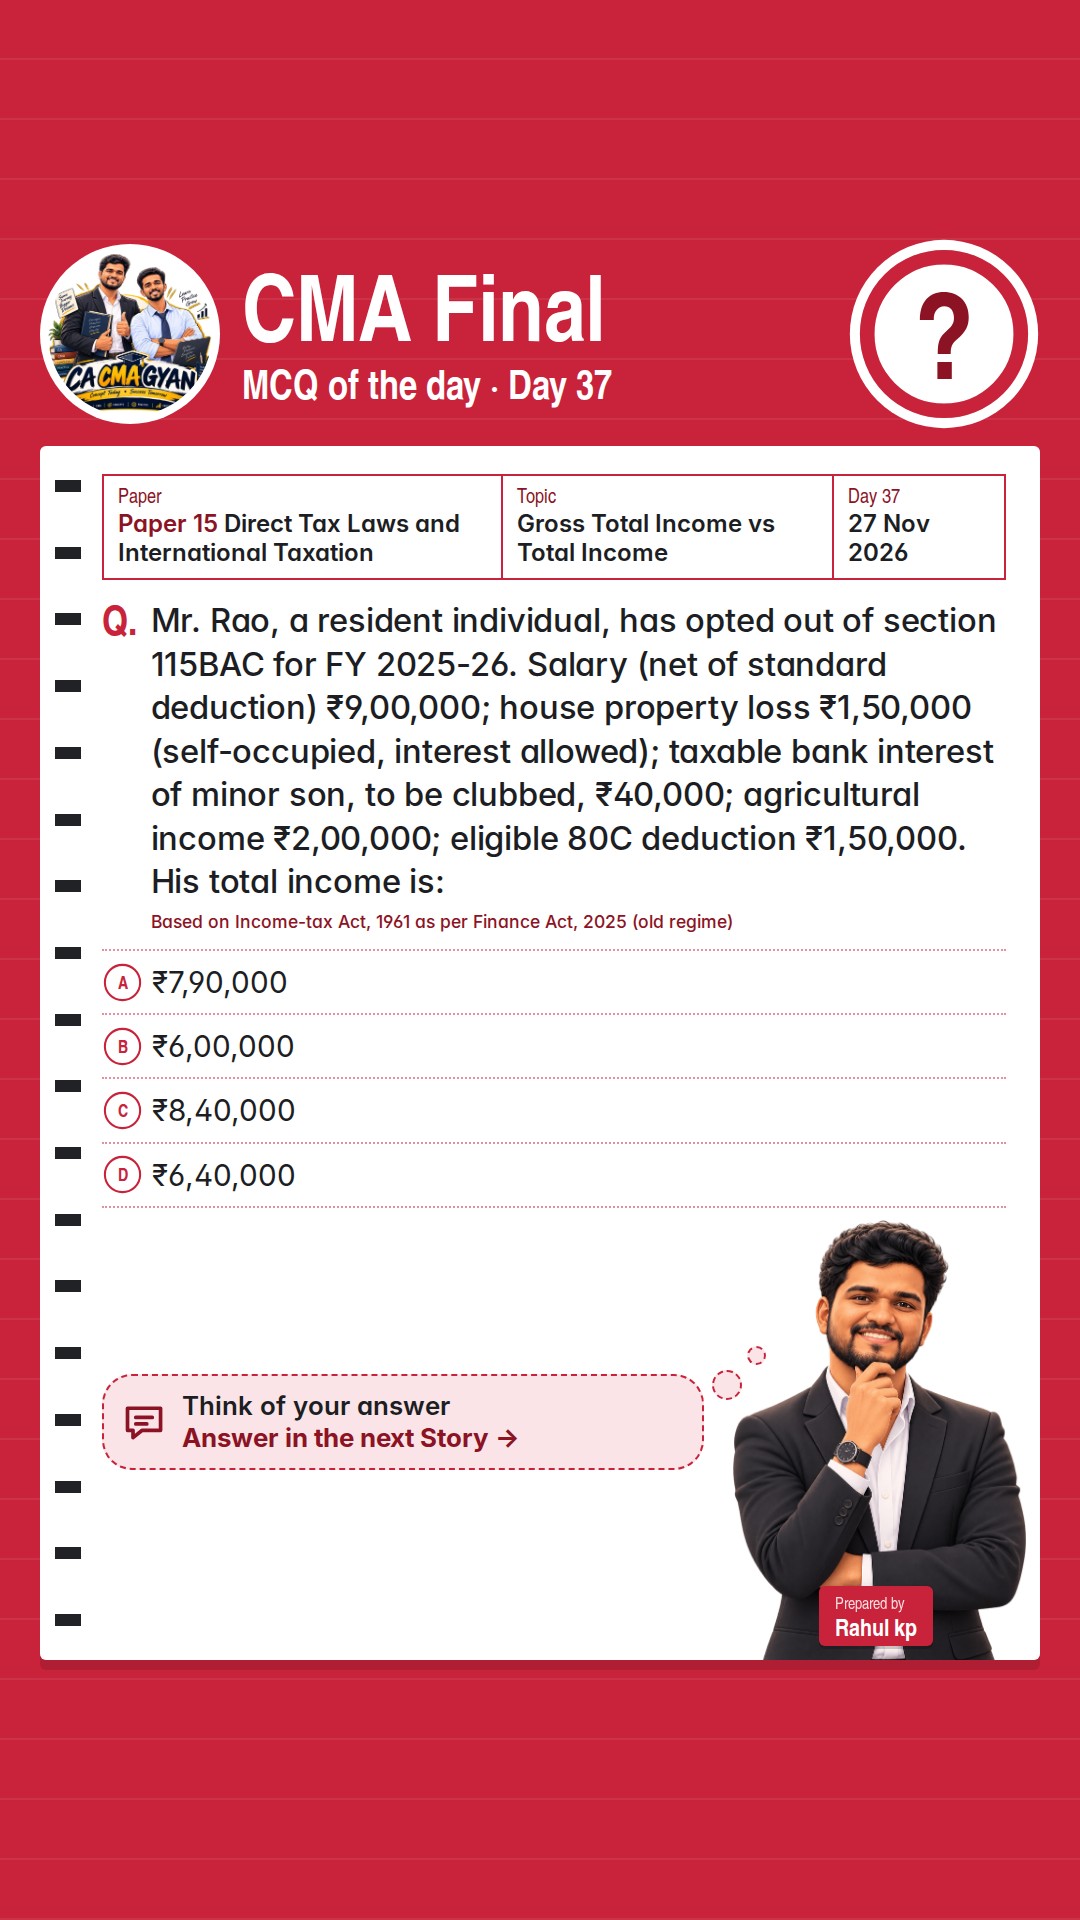 CMA Final
MCQ of the day · Day 37
?
CA CMA GYAN
Paper
Paper 15 Direct Tax Laws and
International Taxation
Topic
Gross Total Income vs
Total Income
Day 37
27 Nov
2026
Q. Mr. Rao, a resident individual, has opted out of section
115BAC for FY 2025-26. Salary (net of standard
deduction) ₹9,00,000; house property loss ₹1,50,000
(self-occupied, interest allowed); taxable bank interest
of minor son, to be clubbed, ₹40,000; agricultural
income ₹2,00,000; eligible 80C deduction ₹1,50,000.
His total income is:
Based on Income-tax Act, 1961 as per Finance Act, 2025 (old regime)
A ₹7,90,000
B ₹6,00,000
C ₹8,40,000
D ₹6,40,000
Think of your answer
Answer in the next Story →
Prepared by
Rahul kp